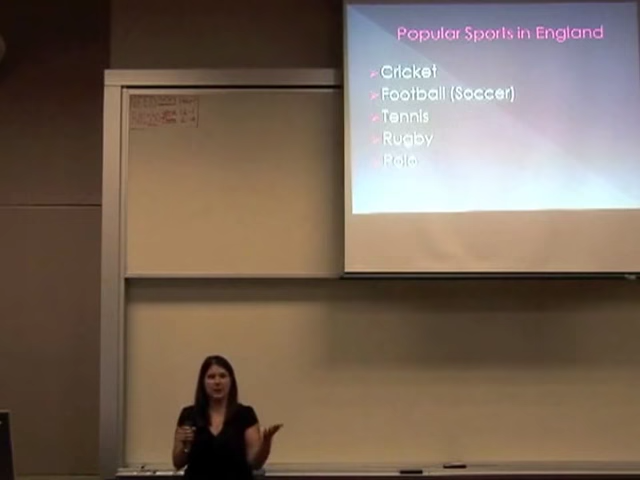 Popular Sports in England
Cricket
Football (Soccer)
Tennis
Rugby
Polo